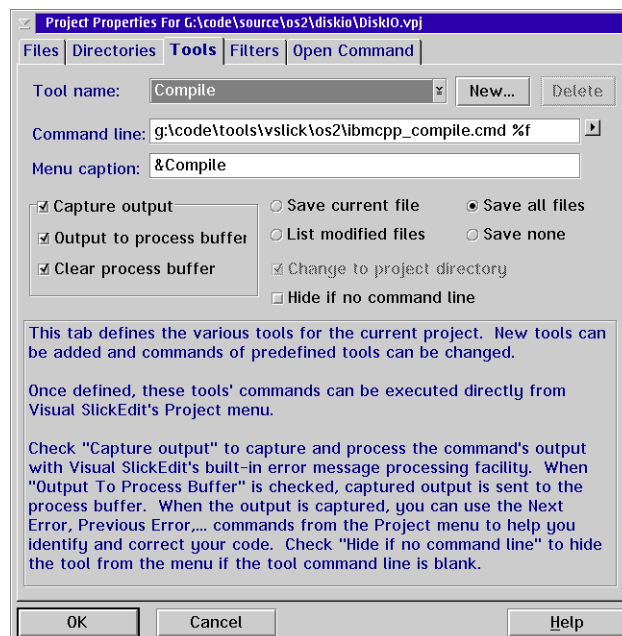 Project Properties For G:\code\source\os2\diskio\DiskIO.vpj
Files Directories Tools Filters Open Command
Tool name: Compile New... Delete
Command line: g:\code\tools\vslick\os2\ibmcpp_compile.cmd %f
Menu caption: &Compile
Capture output Save current file Save all files
Output to process buffer List modified files Save none
Clear process buffer Change to project directory
Hide if no command line
This tab defines the various tools for the current project. New tools can
be added and commands of predefined tools can be changed.
Once defined, these tools' commands can be executed directly from
Visual SlickEdit's Project menu.
Check "Capture output" to capture and process the command's output
with Visual SlickEdit's built-in error message processing facility. When
"Output To Process Buffer" is checked, captured output is sent to the
process buffer. When the output is captured, you can use the Next
Error, Previous Error,... commands from the Project menu to help you
identify and correct your code. Check "Hide if no command line" to hide
the tool from the menu if the tool command line is blank.
OK Cancel Help